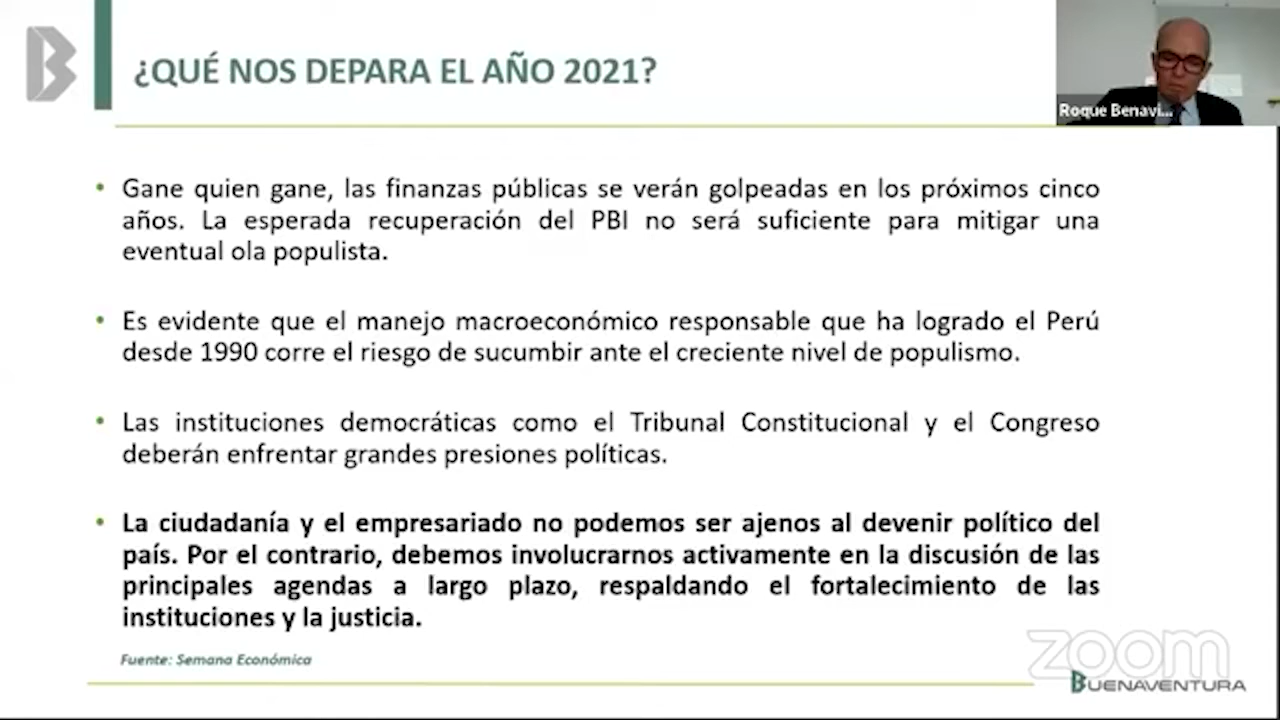 ¿QUÉ NOS DEPARA EL AÑO 2021?
Roque Benavi...
• Gane quien gane, las finanzas públicas se verán golpeadas en los próximos cinco
años. La esperada recuperación del PBI no será suficiente para mitigar una
eventual ola populista.
• Es evidente que el manejo macroeconómico responsable que ha logrado el Perú
desde 1990 corre el riesgo de sucumbir ante el creciente nivel de populismo.
• Las instituciones democráticas como el Tribunal Constitucional y el Congreso
deberán enfrentar grandes presiones políticas.
• La ciudadanía y el empresariado no podemos ser ajenos al devenir político del
país. Por el contrario, debemos involucrarnos activamente en la discusión de las
principales agendas a largo plazo, respaldando el fortalecimiento de las
instituciones y la justicia.
Fuente: Semana Económica
zoom
BUENAVENTURA